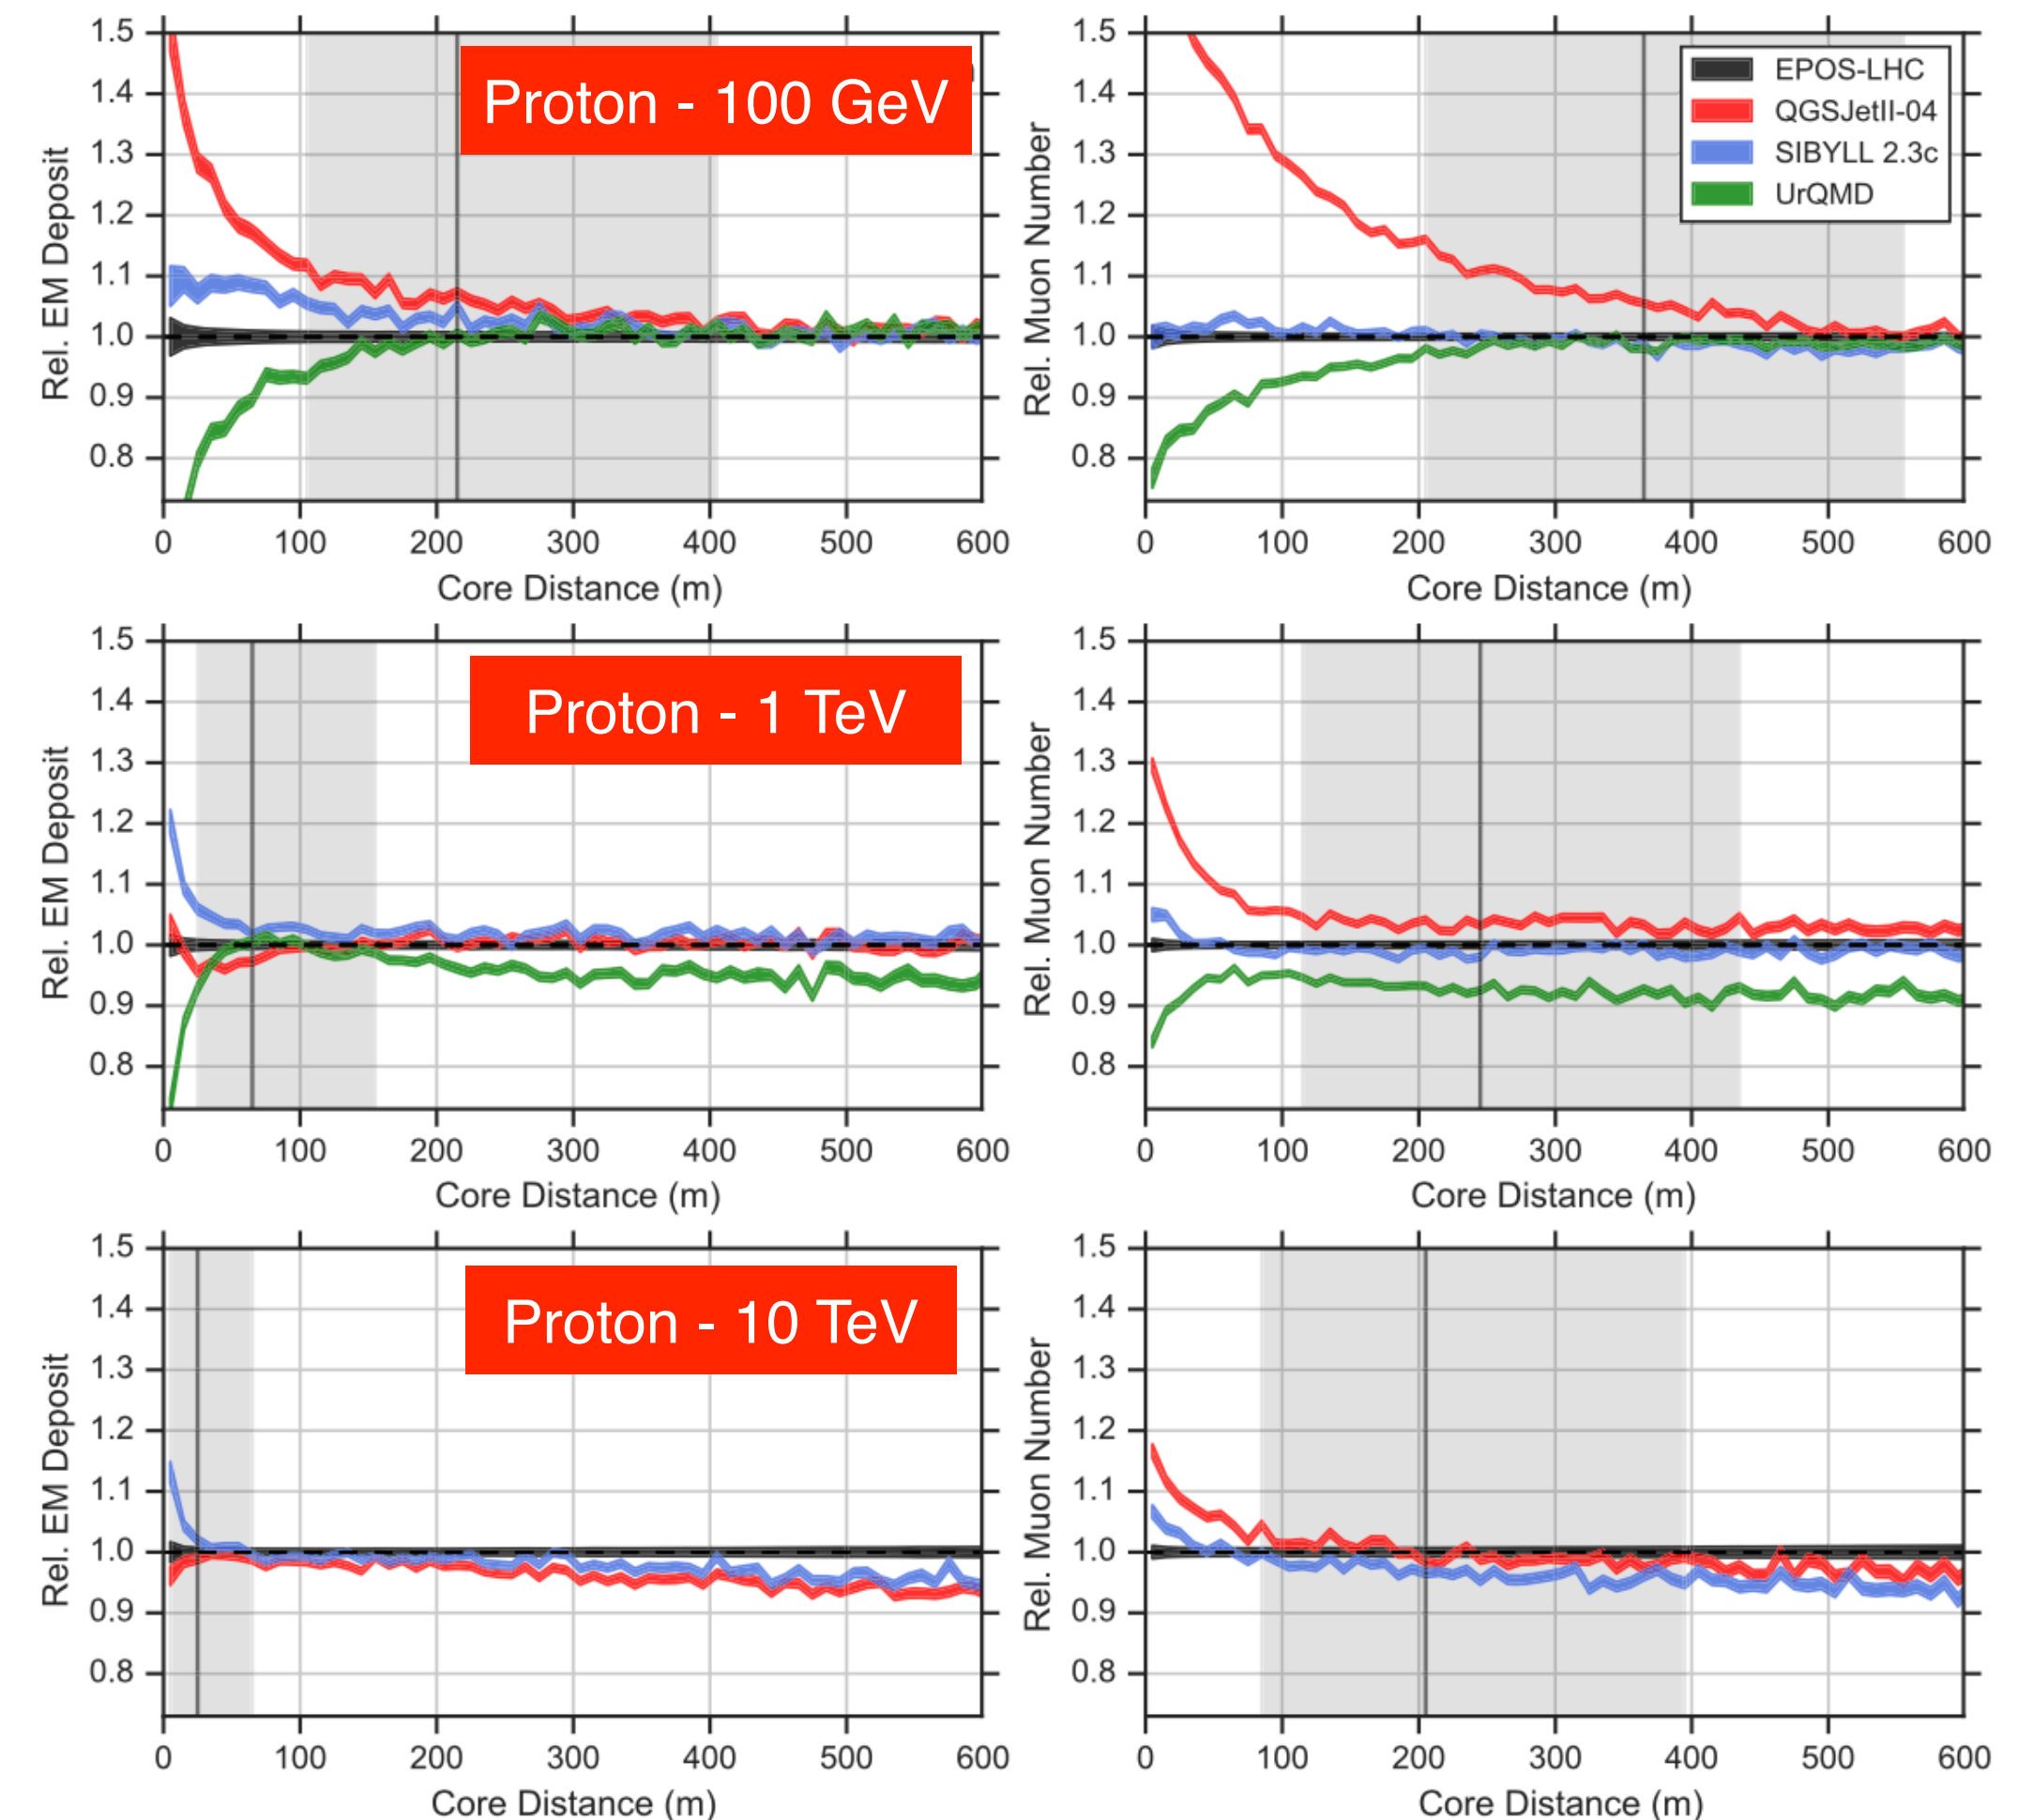 Rel. EM Deposit
1.5
1.4
1.3
1.2
1.1
1.0
0.9
0.8
Proton - 100 GeV
0 100 200 300 400 500 600
Core Distance (m)
Rel. Muon Number
1.5
1.4
1.3
1.2
1.1
1.0
0.9
0.8
EPOS-LHC
QGSJetII-04
SIBYLL 2.3c
UrQMD
0 100 200 300 400 500 600
Core Distance (m)
Rel. EM Deposit
1.5
1.4
1.3
1.2
1.1
1.0
0.9
0.8
Proton - 1 TeV
0 100 200 300 400 500 600
Core Distance (m)
Rel. Muon Number
1.5
1.4
1.3
1.2
1.1
1.0
0.9
0.8
0 100 200 300 400 500 600
Core Distance (m)
Rel. EM Deposit
1.5
1.4
1.3
1.2
1.1
1.0
0.9
0.8
Proton - 10 TeV
0 100 200 300 400 500 600
Core Distance (m)
Rel. Muon Number
1.5
1.4
1.3
1.2
1.1
1.0
0.9
0.8
0 100 200 300 400 500 600
Core Distance (m)